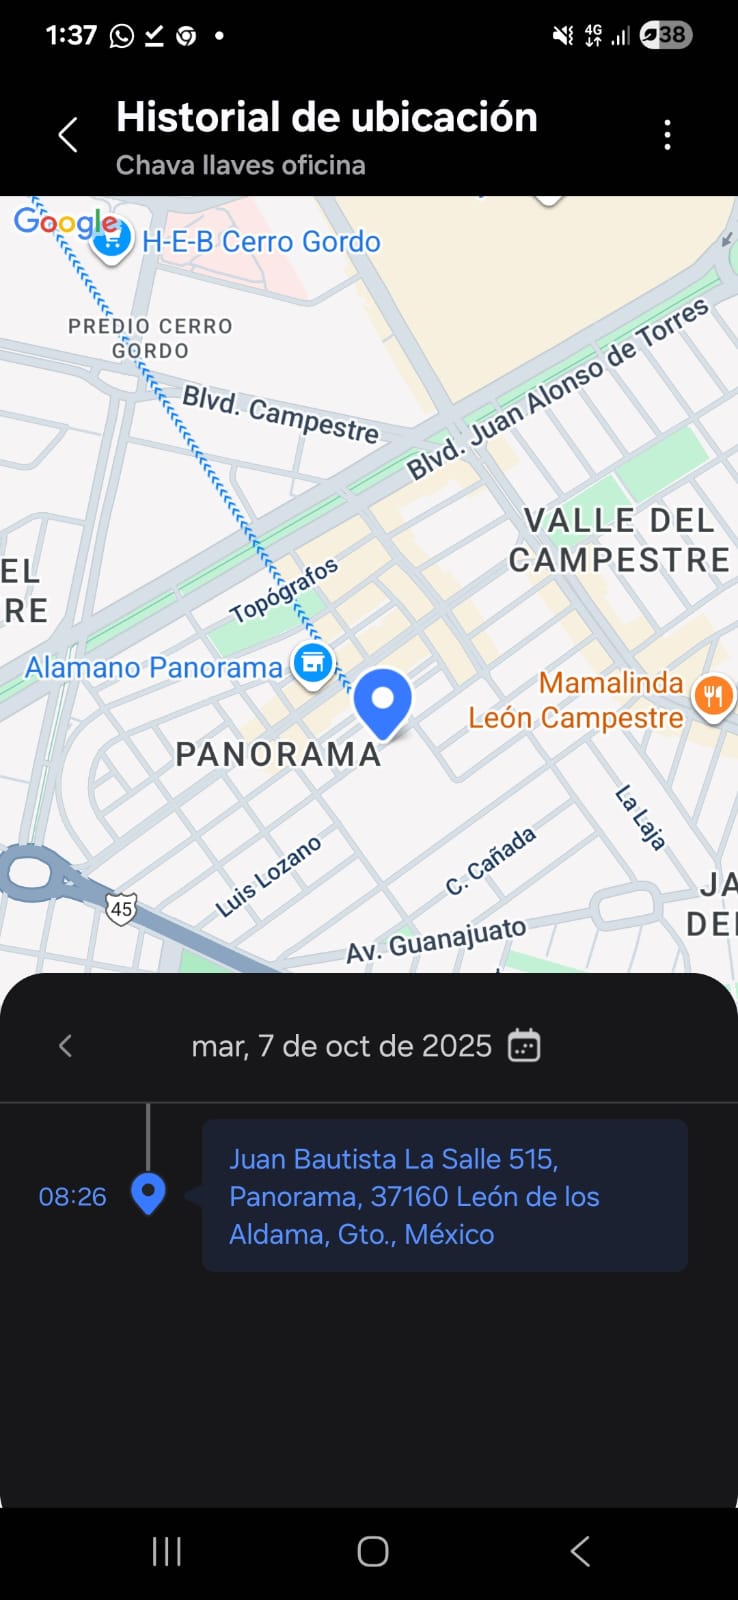 1:37
4G
38
Historial de ubicación
Chava llaves oficina
Google
H-E-B Cerro Gordo
PREDIO CERRO
GORDO
Blvd. Campestre
Blvd. Juan Alonso de Torres
VALLE DEL
CAMPESTRE
EL
RE
Topógrafos
Alamano Panorama
Mamalinda
León Campestre
PANORAMA
La Laja
Luis Lozano
C. Cañada
JA
DEL
45
Av. Guanajuato
mar, 7 de oct de 2025
08:26
Juan Bautista La Salle 515,
Panorama, 37160 León de los
Aldama, Gto., México